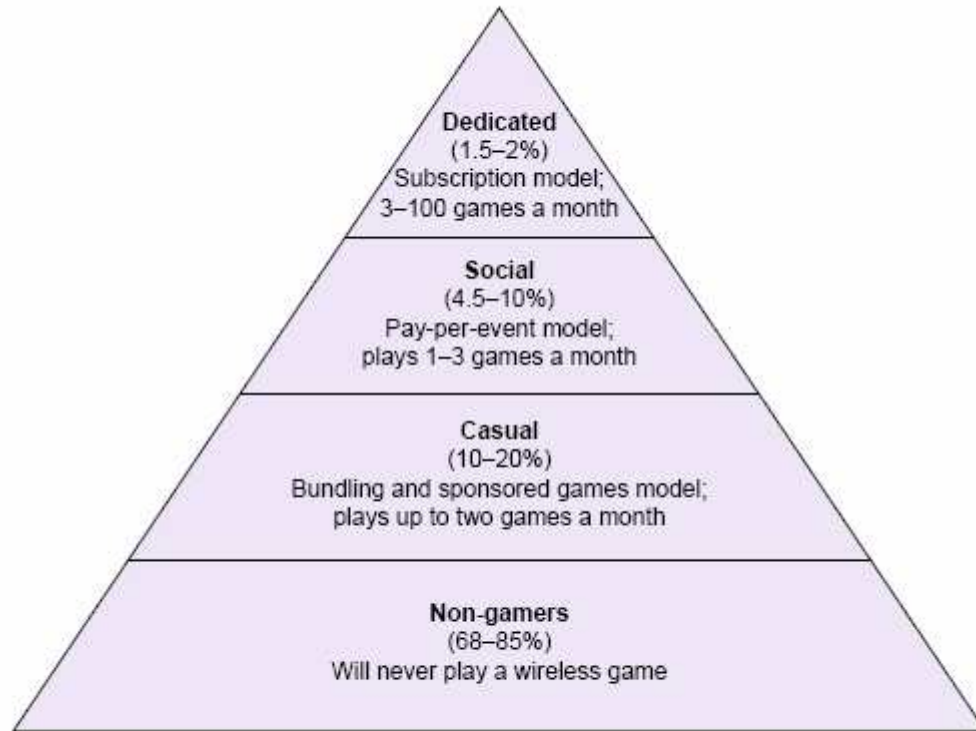 Dedicated
(1.5–2%)
Subscription model;
3–100 games a month
Social
(4.5–10%)
Pay-per-event model;
plays 1–3 games a month
Casual
(10–20%)
Bundling and sponsored games model;
plays up to two games a month
Non-gamers
(68–85%)
Will never play a wireless game